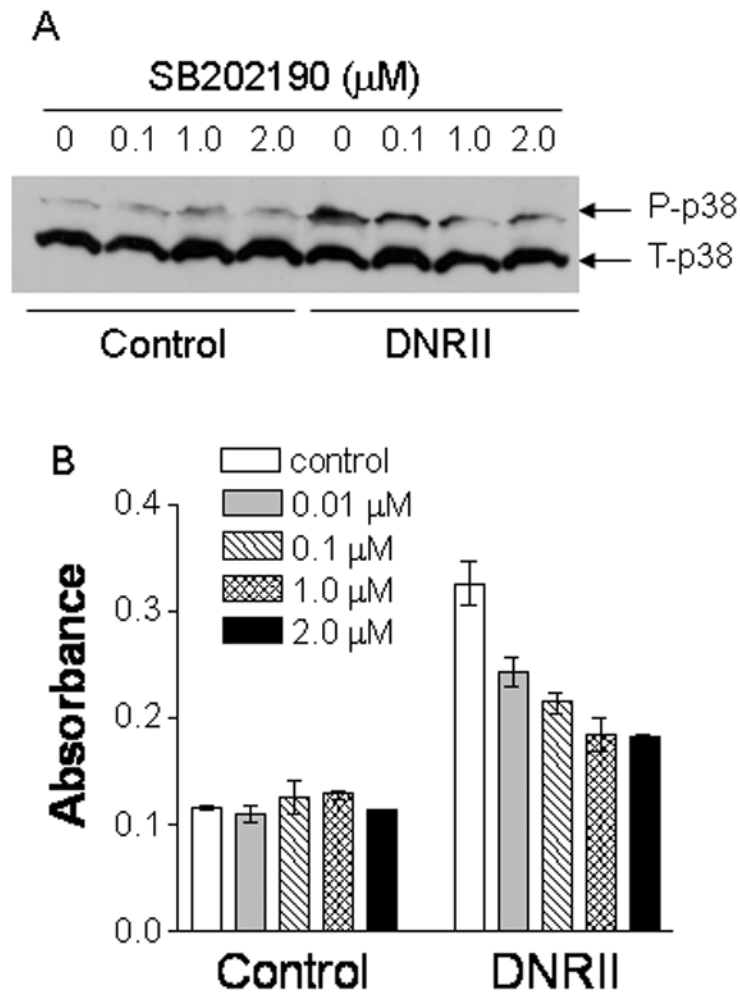 A
SB202190 (μM)
0 0.1 1.0 2.0 0 0.1 1.0 2.0
P-p38
T-p38
Control DNRII
B
control
0.01 μM
0.1 μM
1.0 μM
2.0 μM
0.4
0.3
0.2
0.1
0.0
Absorbance
Control DNRII